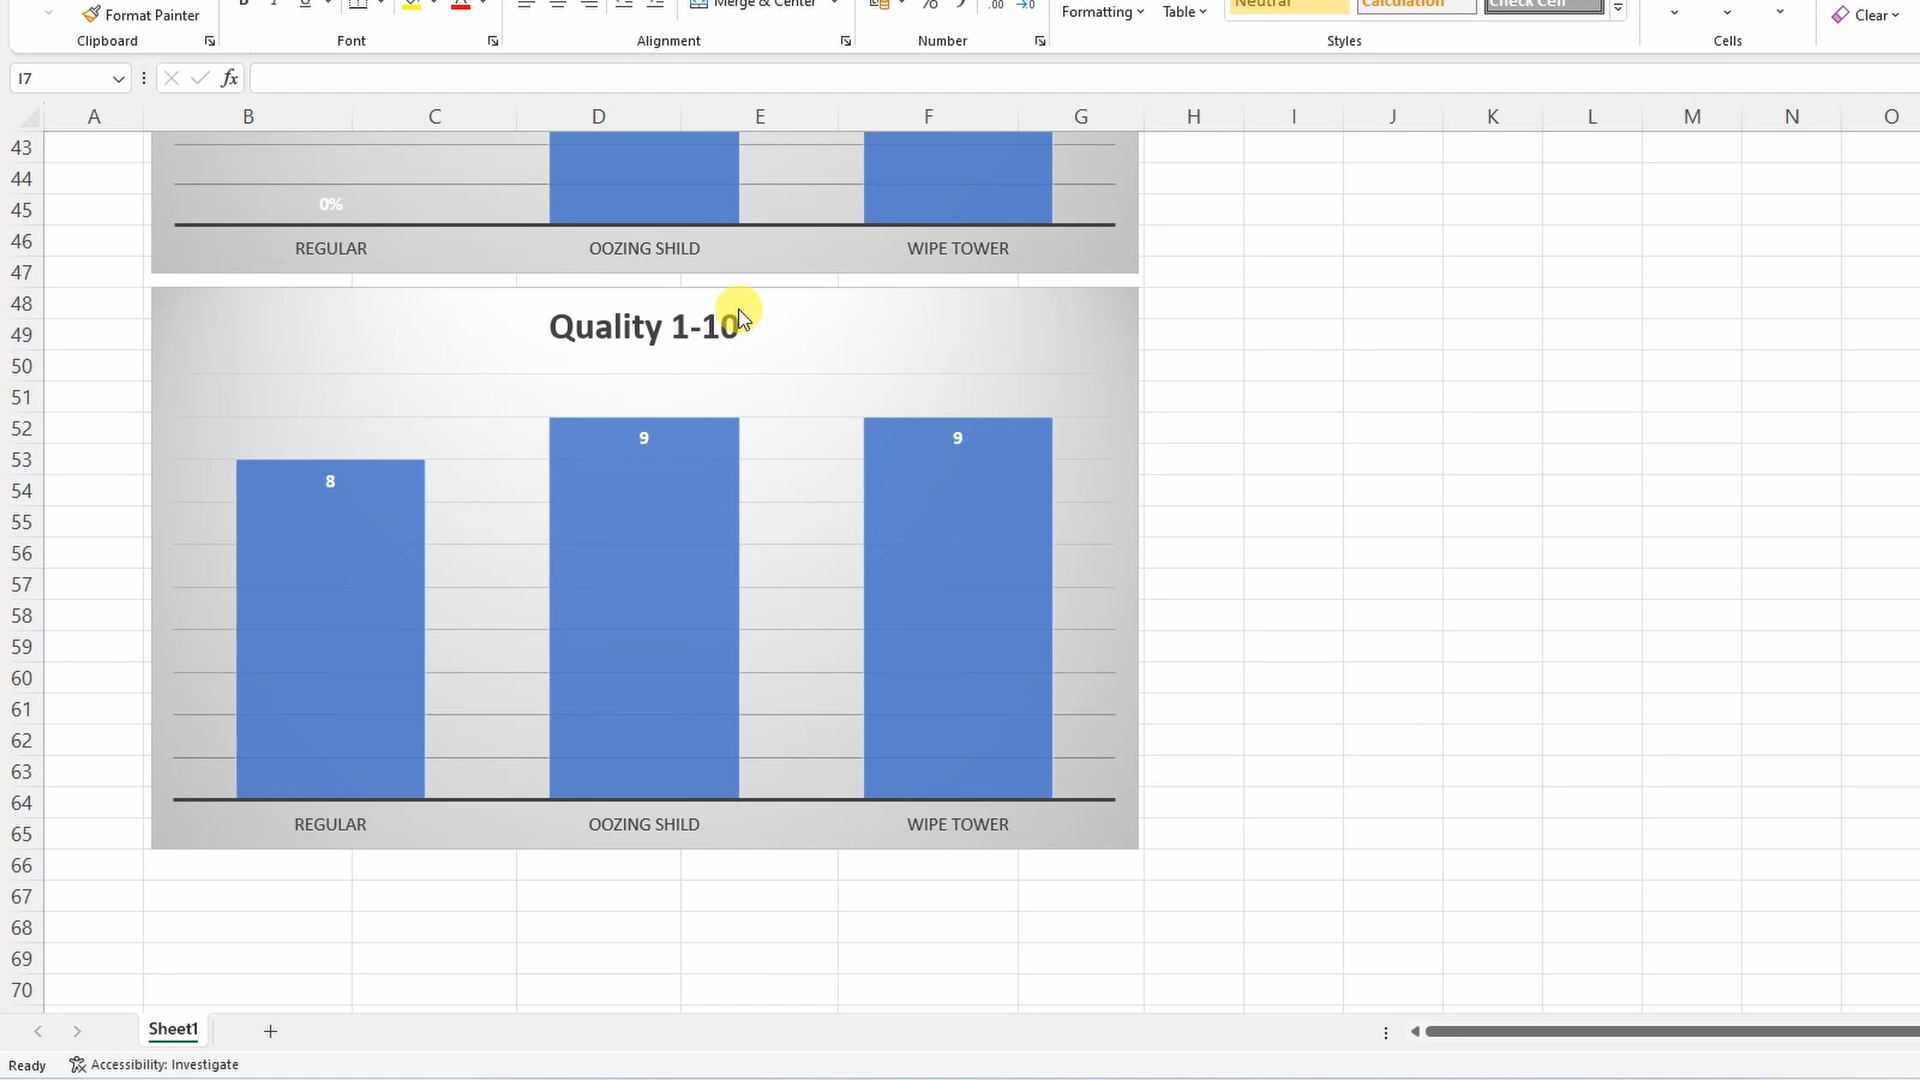 Format Painter
B I U
Merge & Center
%
.00
→0
Formatting
Table
Neutral
Calculation
Check Cell
Clear
Clipboard
Font
Alignment
Number
Styles
Cells
I7
fx
A B C D E F G H I J K L M N O
43
44
45
46
47
48
49
50
51
52
53
54
55
56
57
58
59
60
61
62
63
64
65
66
67
68
69
70
0%
REGULAR OOZING SHILD WIPE TOWER
Quality 1-10
8 9 9
REGULAR OOZING SHILD WIPE TOWER
Sheet1
Ready
Accessibility: Investigate